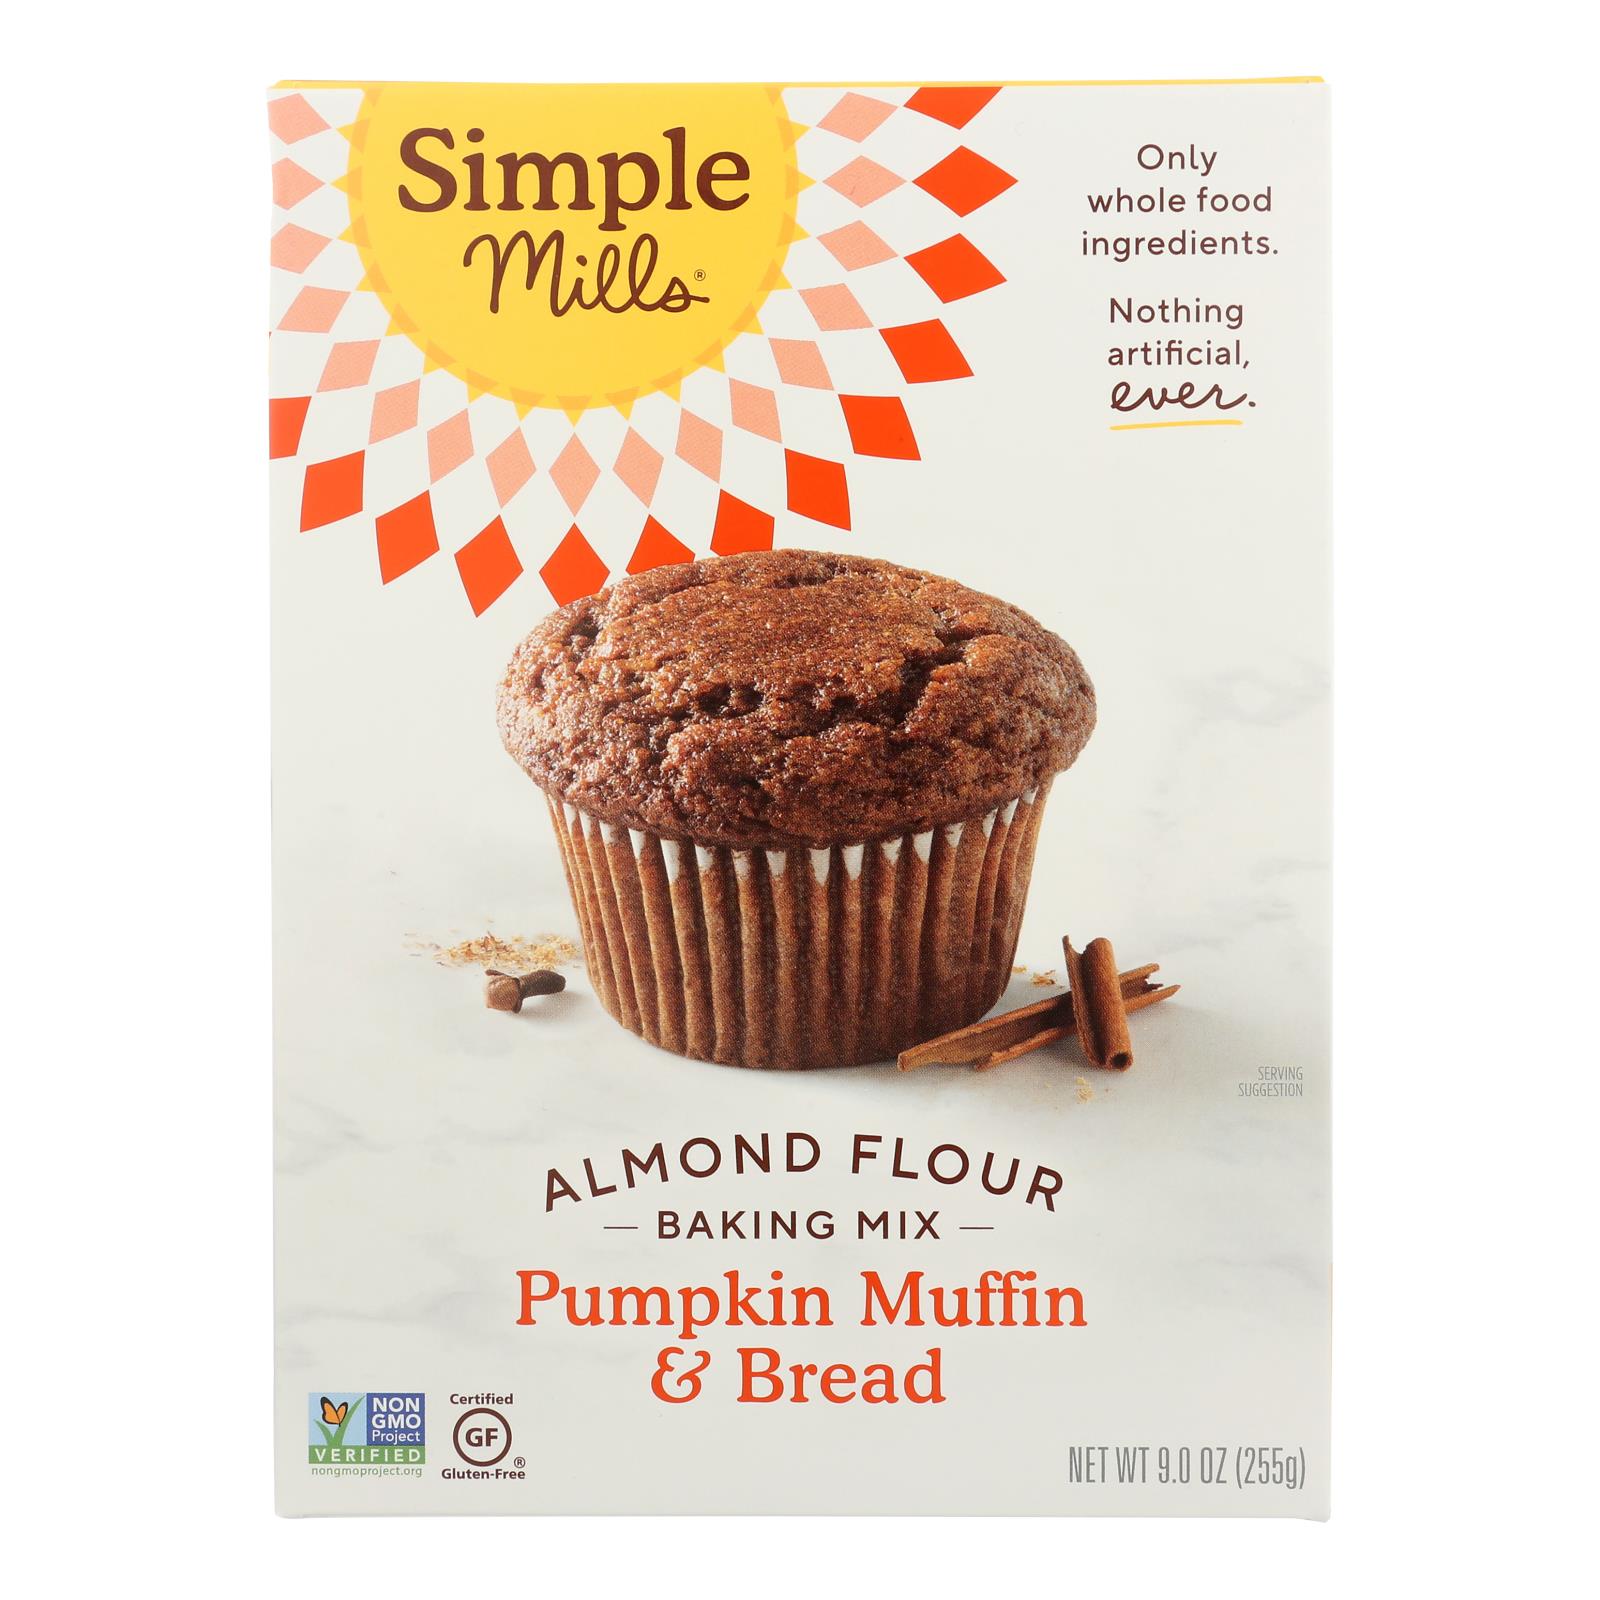 Simple
Mills®
Only
whole food
ingredients.
Nothing
artificial,
ever.
SERVING
SUGGESTION
ALMOND FLOUR
— BAKING MIX —
Pumpkin Muffin
& Bread
NON
GMO
Project
VERIFIED
nongmoproject.org
Certified
GF
®
Gluten-Free
NET WT 9.0 OZ (255g)